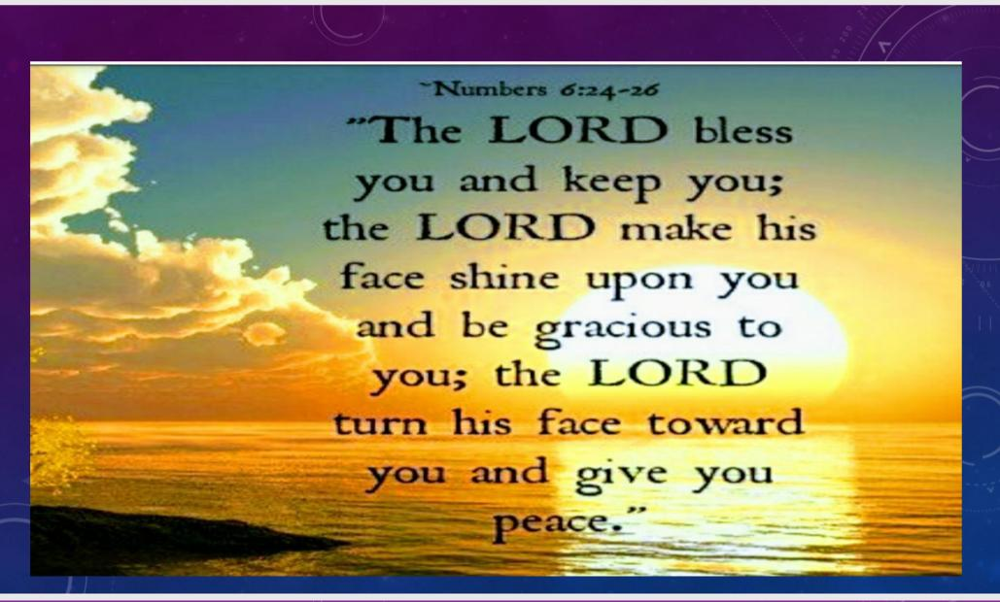 ~Numbers 6:24-26
"The LORD bless
you and keep you;
the LORD make his
face shine upon you
and be gracious to
you; the LORD
turn his face toward
you and give you
peace."